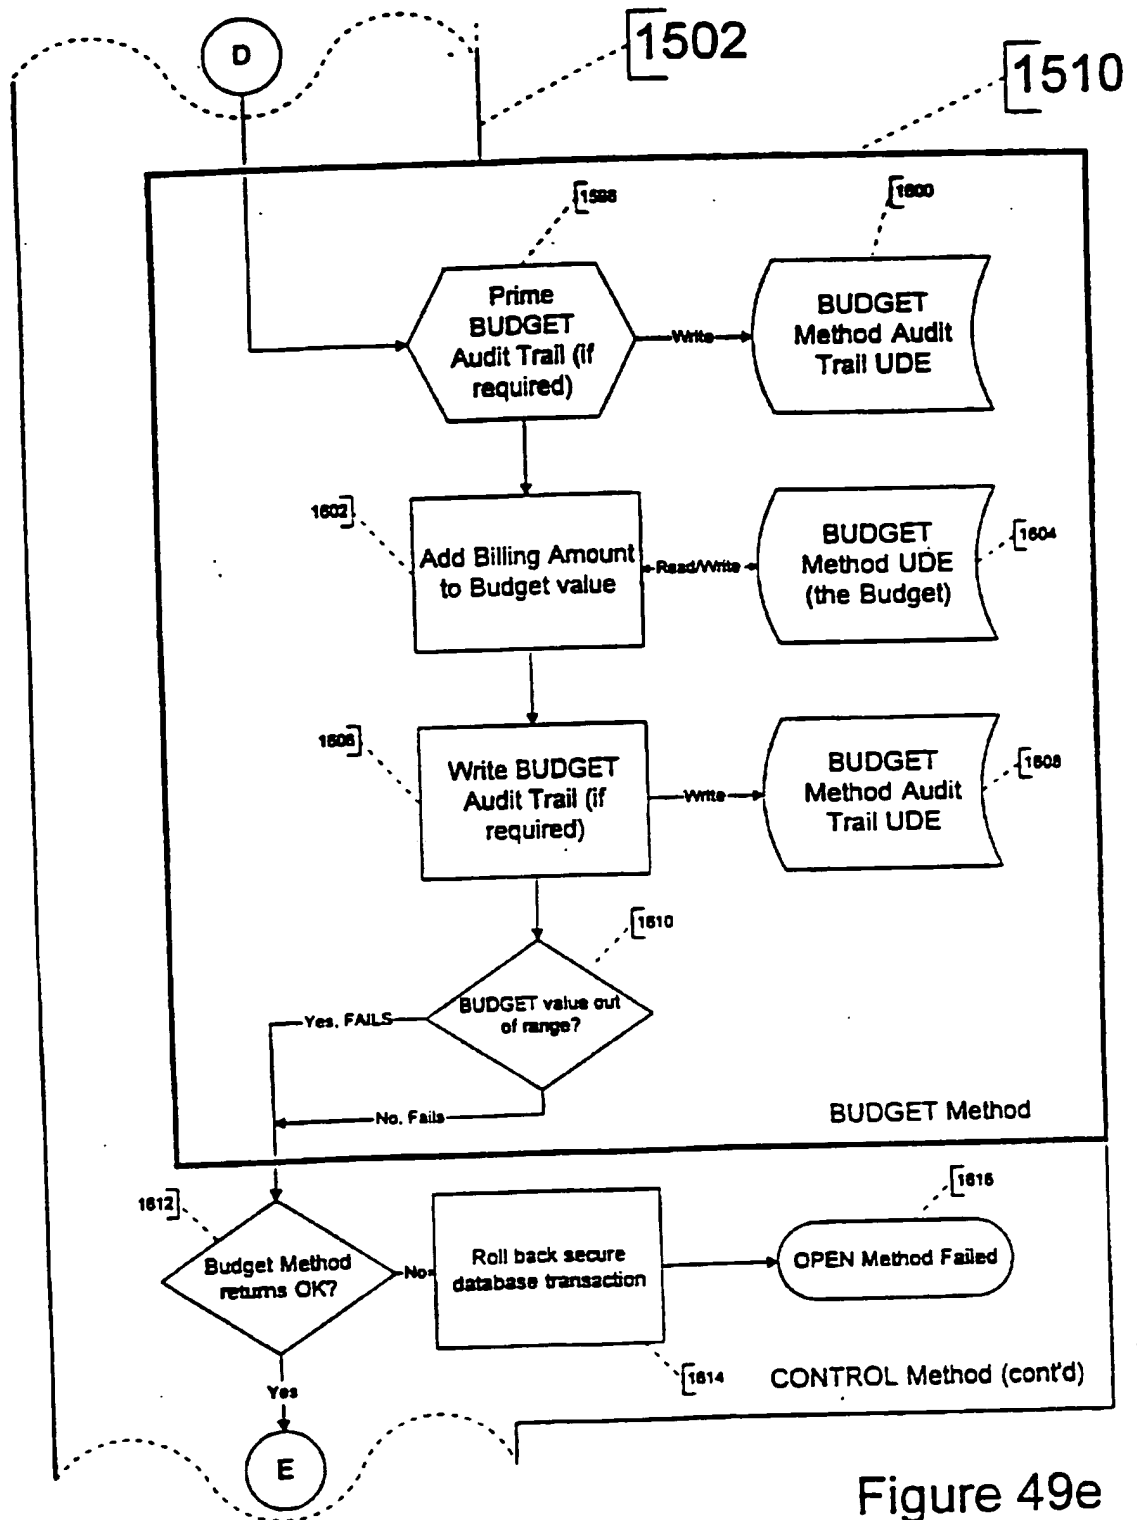 D
1502
1510
1598
1600
Prime
BUDGET
Audit Trail (if
required)
Write
BUDGET
Method Audit
Trail UDE
1602
Add Billing Amount
to Budget value
Read/Write
BUDGET
Method UDE
(the Budget)
1604
1606
Write BUDGET
Audit Trail (if
required)
Write
BUDGET
Method Audit
Trail UDE
1608
1610
BUDGET value out
of range?
Yes, FAILS
No, Fails
BUDGET Method
1612
Budget Method
returns OK?
No
Roll back secure
database transaction
1616
OPEN Method Failed
1614
CONTROL Method (cont'd)
Yes
E
Figure 49e